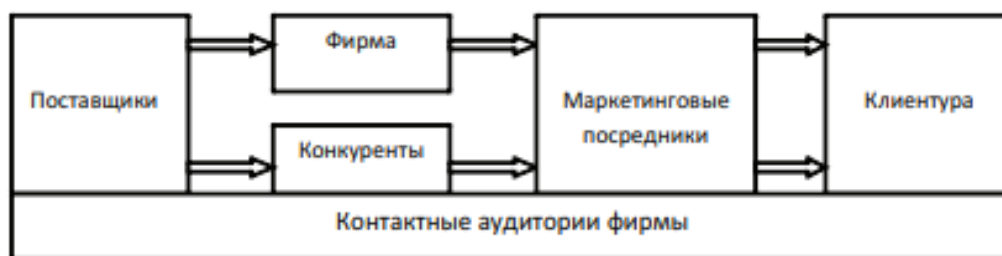 Поставщики
Фирма
Конкуренты
Маркетинговые
посредники
Клиентура
Контактные аудитории фирмы